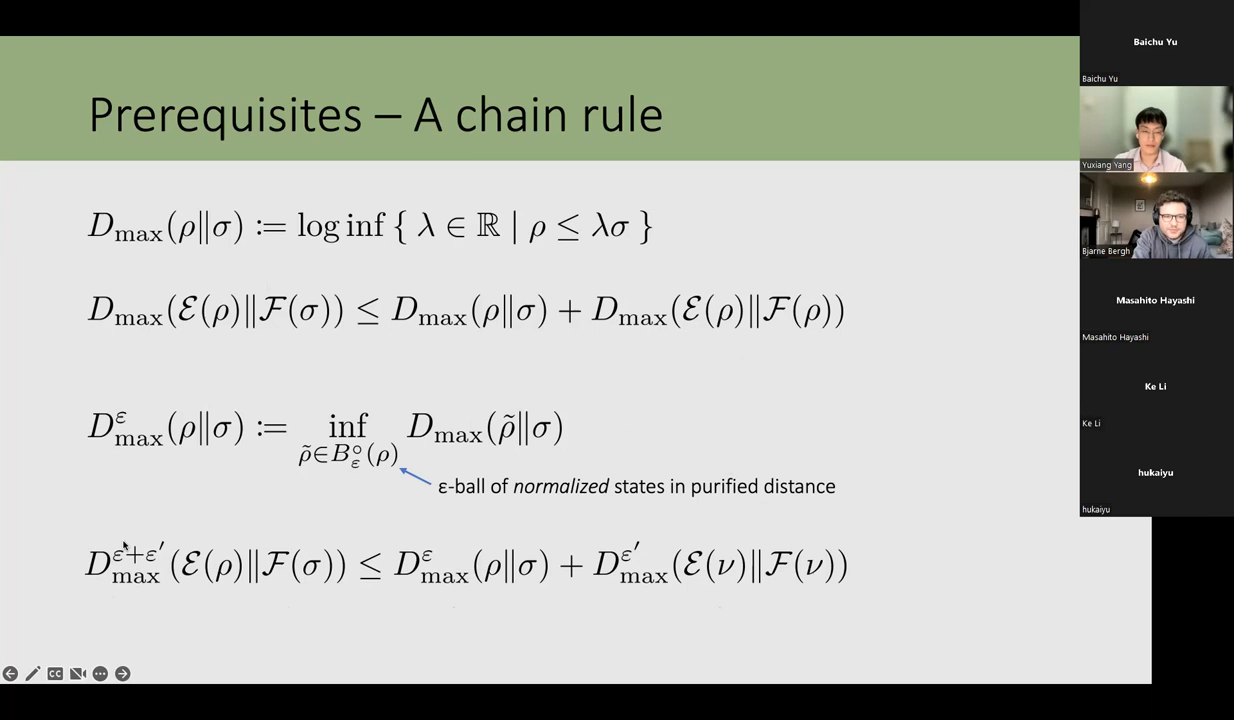 Prerequisites – A chain rule
D_max(ρ‖σ) ≔ log inf { λ ∈ ℝ | ρ ≤ λσ }
D_max(ℰ(ρ)‖ℱ(σ)) ≤ D_max(ρ‖σ) + D_max(ℰ(ρ)‖ℱ(ρ))
D^ε_max(ρ‖σ) ≔ inf_{ρ̃∈B°_ε(ρ)} D_max(ρ̃‖σ)
ε-ball of normalized states in purified distance
D^{ε+ε′}_max(ℰ(ρ)‖ℱ(σ)) ≤ D^ε_max(ρ‖σ) + D^{ε′}_max(ℰ(ν)‖ℱ(ν))
CC
Baichu Yu
Baichu Yu
Yuxiang Yang
Bjarne Bergh
Masahito Hayashi
Masahito Hayashi
Ke Li
Ke Li
hukaiyu
hukaiyu